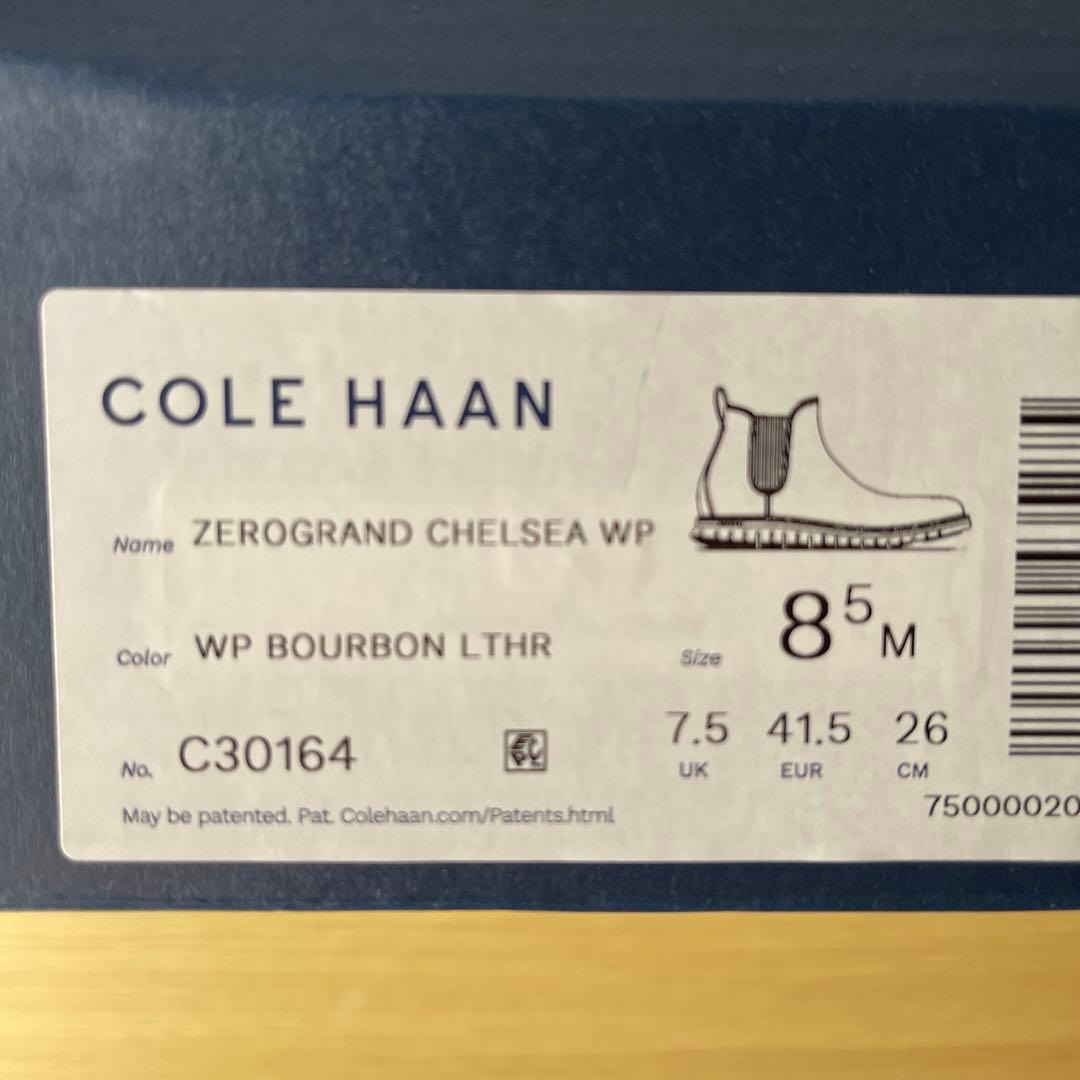 COLE HAAN
Name ZEROGRAND CHELSEA WP
Color WP BOURBON LTHR
Size 8 5 M
No. C30164
7.5 41.5 26
UK EUR CM
75000020
May be patented. Pat. Colehaan.com/Patents.html